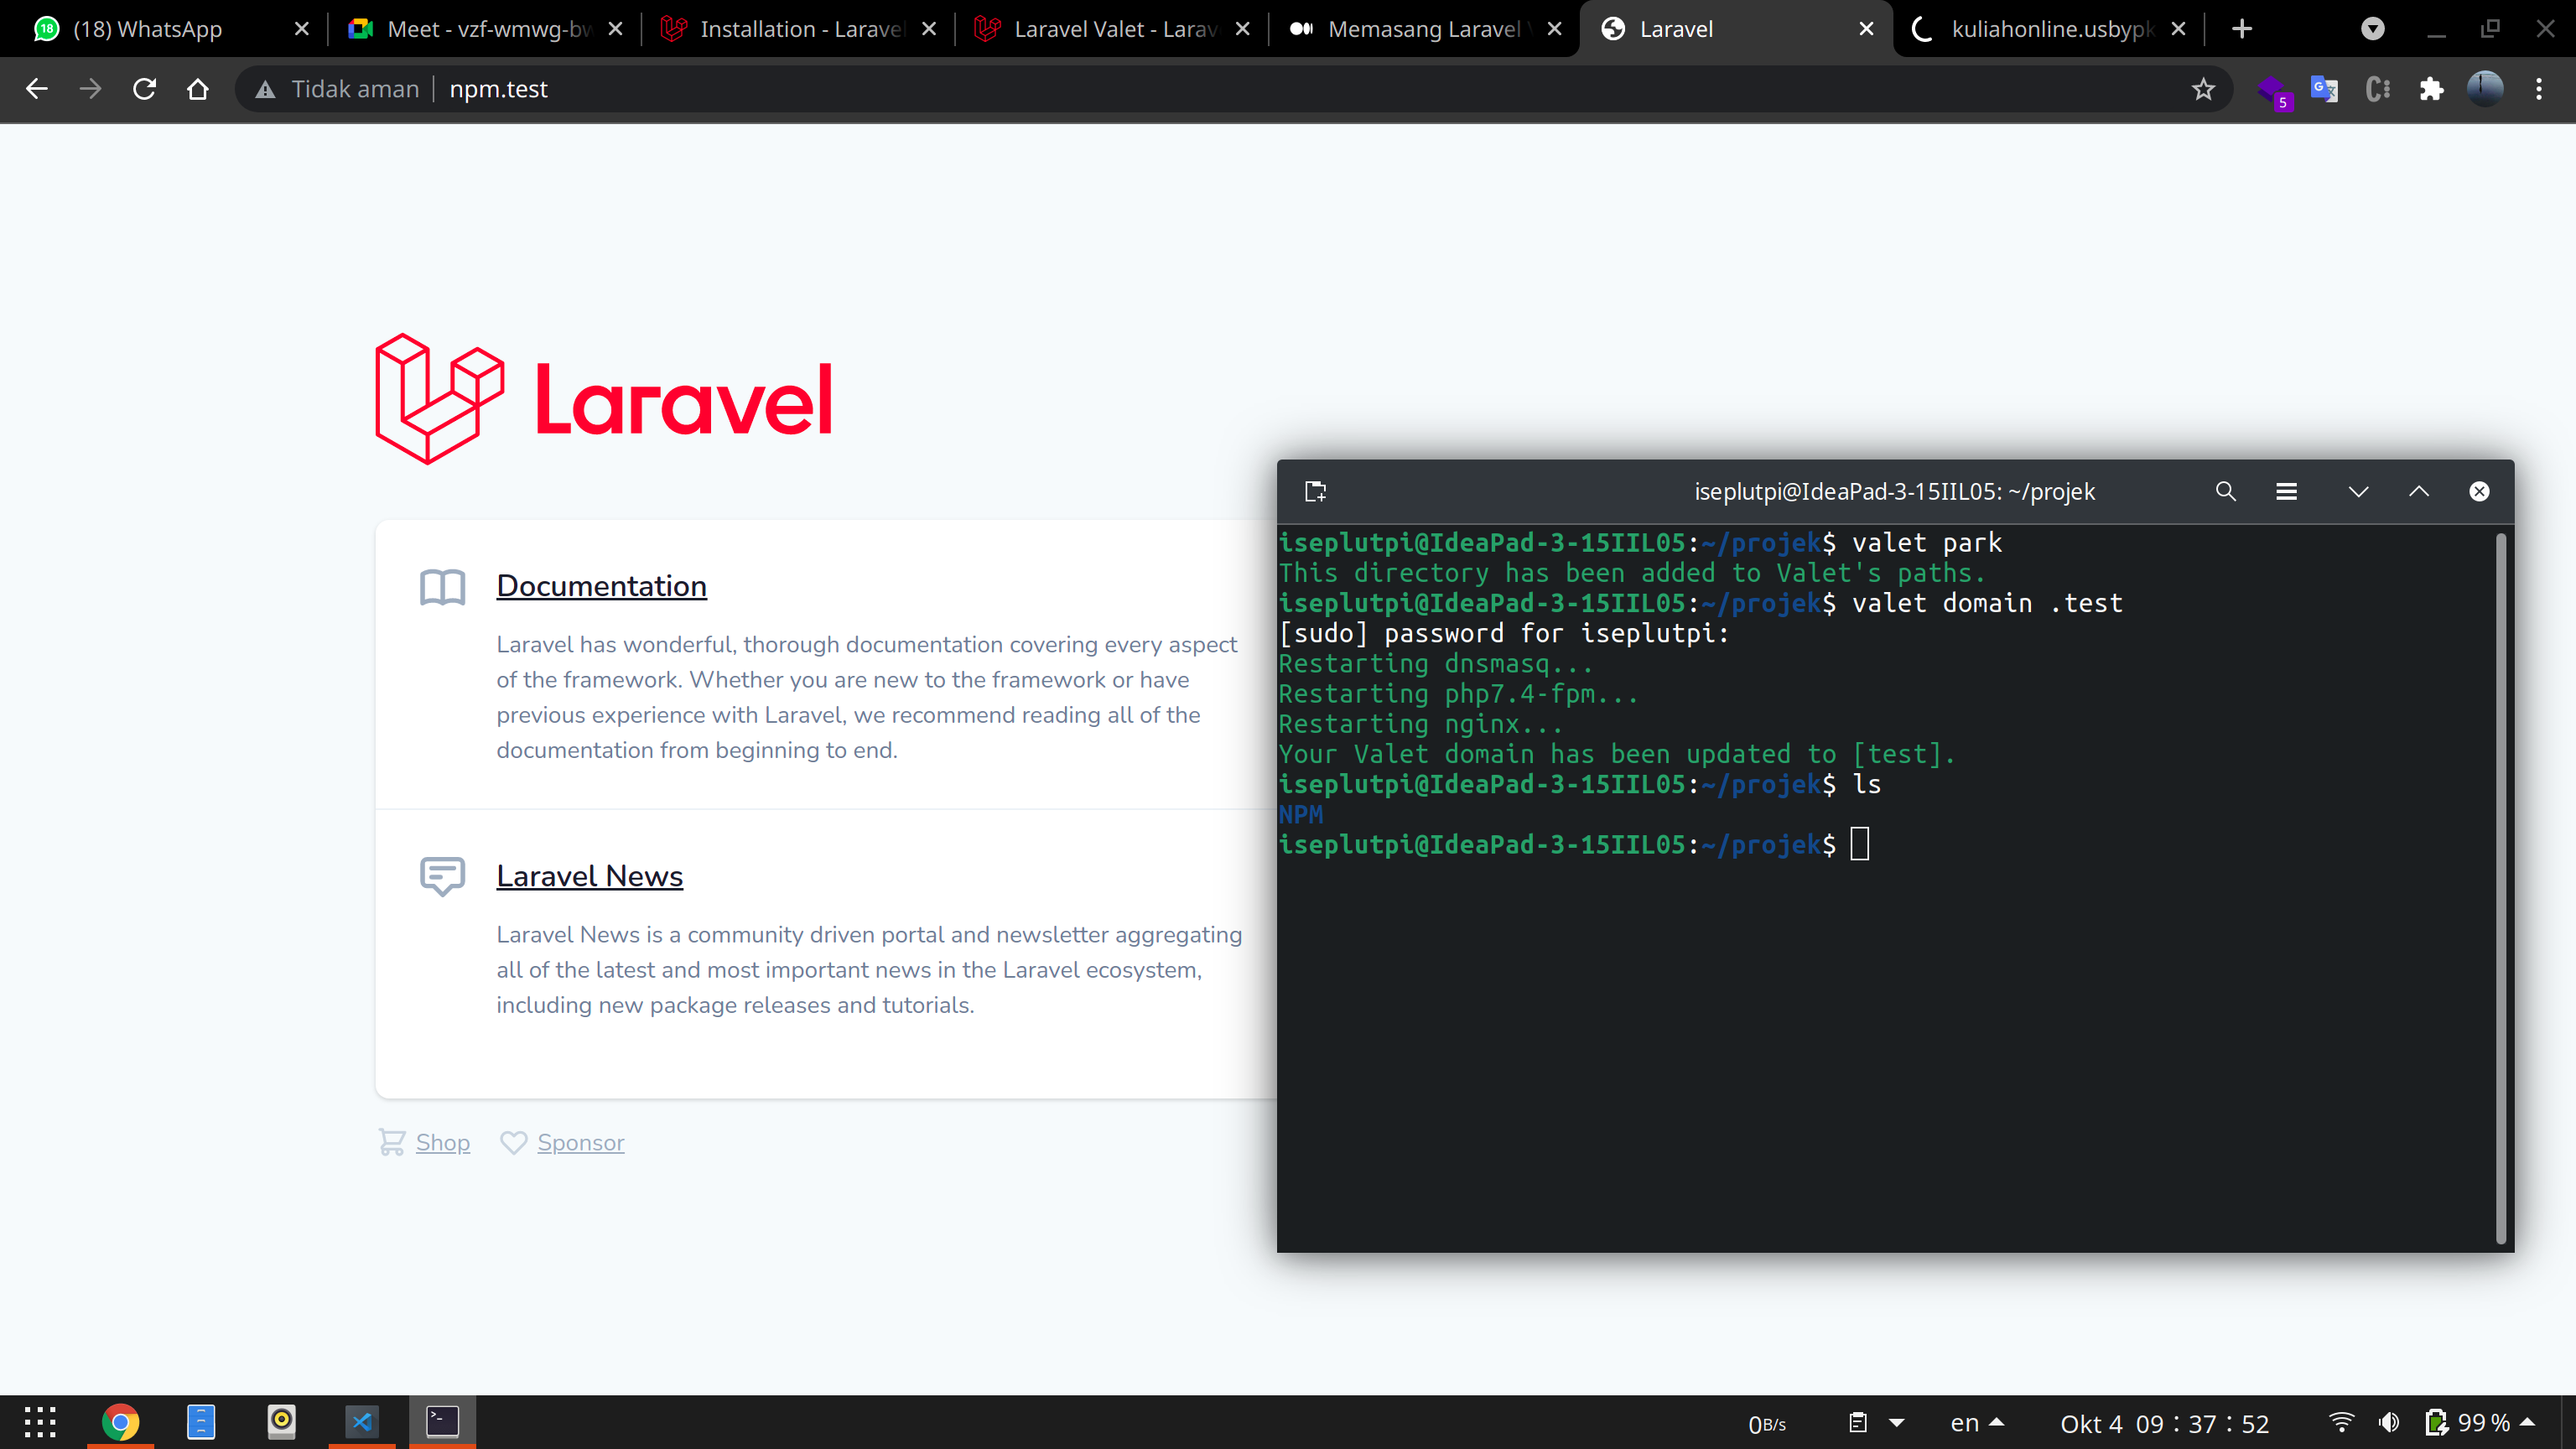 (18) WhatsApp
Meet - vzf-wmwg-bw
Installation - Laravel
Laravel Valet - Larav
Memasang Laravel V
Laravel
kuliahonline.usbypk
Tidak aman
npm.test
5
Laravel
Documentation
Laravel has wonderful, thorough documentation covering every aspect
of the framework. Whether you are new to the framework or have
previous experience with Laravel, we recommend reading all of the
documentation from beginning to end.
Laravel News
Laravel News is a community driven portal and newsletter aggregating
all of the latest and most important news in the Laravel ecosystem,
including new package releases and tutorials.
Shop
Sponsor
iseplutpi@IdeaPad-3-15IIL05: ~/projek
iseplutpi@IdeaPad-3-15IIL05:~/projek$ valet park
This directory has been added to Valet's paths.
iseplutpi@IdeaPad-3-15IIL05:~/projek$ valet domain .test
[sudo] password for iseplutpi:
Restarting dnsmasq...
Restarting php7.4-fpm...
Restarting nginx...
Your Valet domain has been updated to [test].
iseplutpi@IdeaPad-3-15IIL05:~/projek$ ls
NPM
iseplutpi@IdeaPad-3-15IIL05:~/projek$
0B/s
en
Okt 4 09 : 37 : 52
99 %